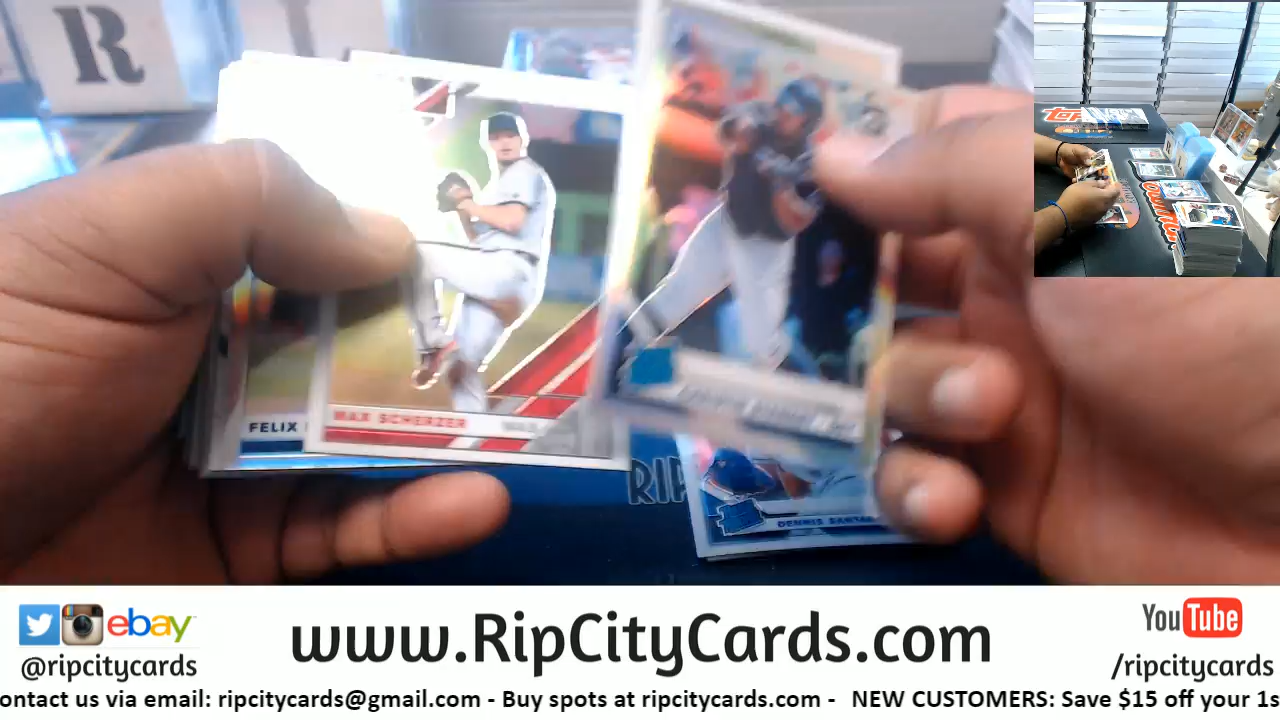 R I
FELIX
MAX SCHERZER
RIP
DENNIS SANTANA
ebay
@ripcitycards
www.RipCityCards.com
YouTube
/ripcitycards
ontact us via email: ripcitycards@gmail.com - Buy spots at ripcitycards.com - NEW CUSTOMERS: Save $15 off your 1s